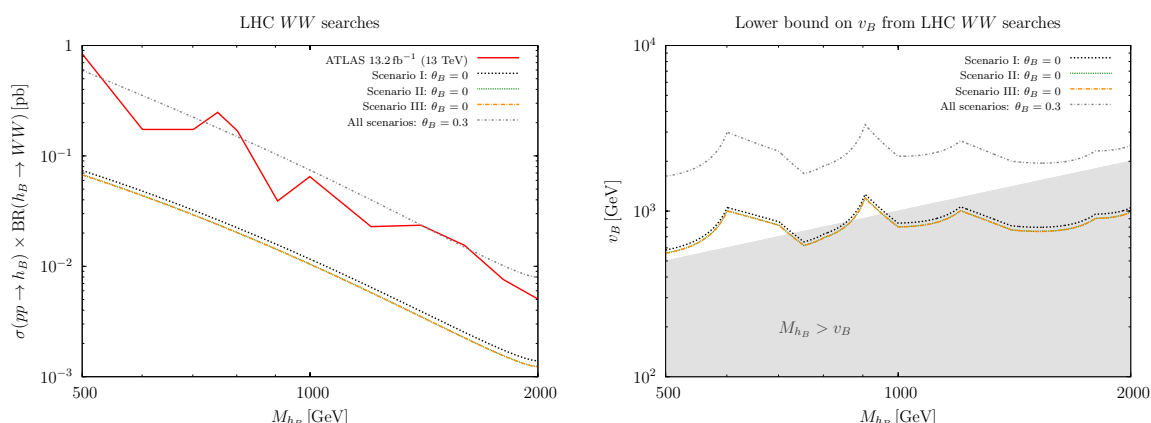 LHC WW searches
σ(pp → h_B) × BR(h_B → WW) [pb]
1
10⁻¹
10⁻²
10⁻³
ATLAS 13.2 fb⁻¹ (13 TeV)
Scenario I: θ_B = 0
Scenario II: θ_B = 0
Scenario III: θ_B = 0
All scenarios: θ_B = 0.3
500
1000
2000
M_{h_B} [GeV]
Lower bound on v_B from LHC WW searches
v_B [GeV]
10⁴
10³
10²
Scenario I: θ_B = 0
Scenario II: θ_B = 0
Scenario III: θ_B = 0
All scenarios: θ_B = 0.3
M_{h_B} > v_B
500
1000
2000
M_{h_B} [GeV]